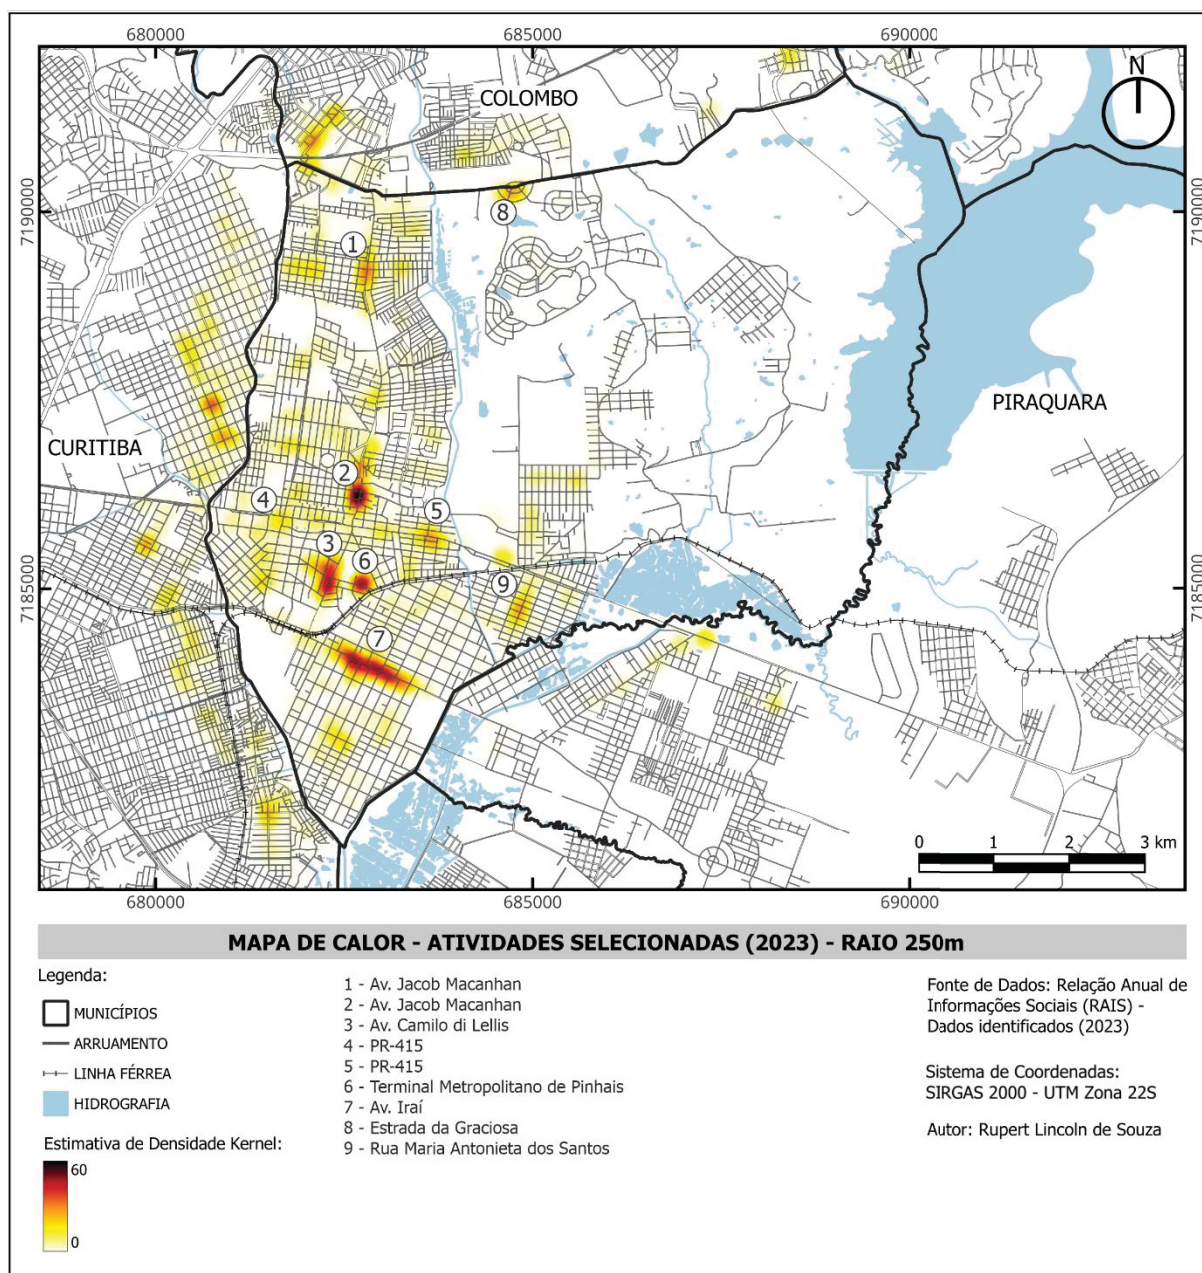 680000
685000
690000
N
COLOMBO
7190000
7190000
8
1
PIRAQUARA
CURITIBA
2
4
5
3
6
7185000
7185000
9
7
0 1 2 3 km
680000
685000
690000
MAPA DE CALOR - ATIVIDADES SELECIONADAS (2023) - RAIO 250m
Legenda:
MUNICÍPIOS
ARRUAMENTO
LINHA FÉRREA
HIDROGRAFIA
Estimativa de Densidade Kernel:
60
0
1 - Av. Jacob Macanhan
2 - Av. Jacob Macanhan
3 - Av. Camilo di Lellis
4 - PR-415
5 - PR-415
6 - Terminal Metropolitano de Pinhais
7 - Av. Iraí
8 - Estrada da Graciosa
9 - Rua Maria Antonieta dos Santos
Fonte de Dados: Relação Anual de
Informações Sociais (RAIS) -
Dados identificados (2023)
Sistema de Coordenadas:
SIRGAS 2000 - UTM Zona 22S
Autor: Rupert Lincoln de Souza